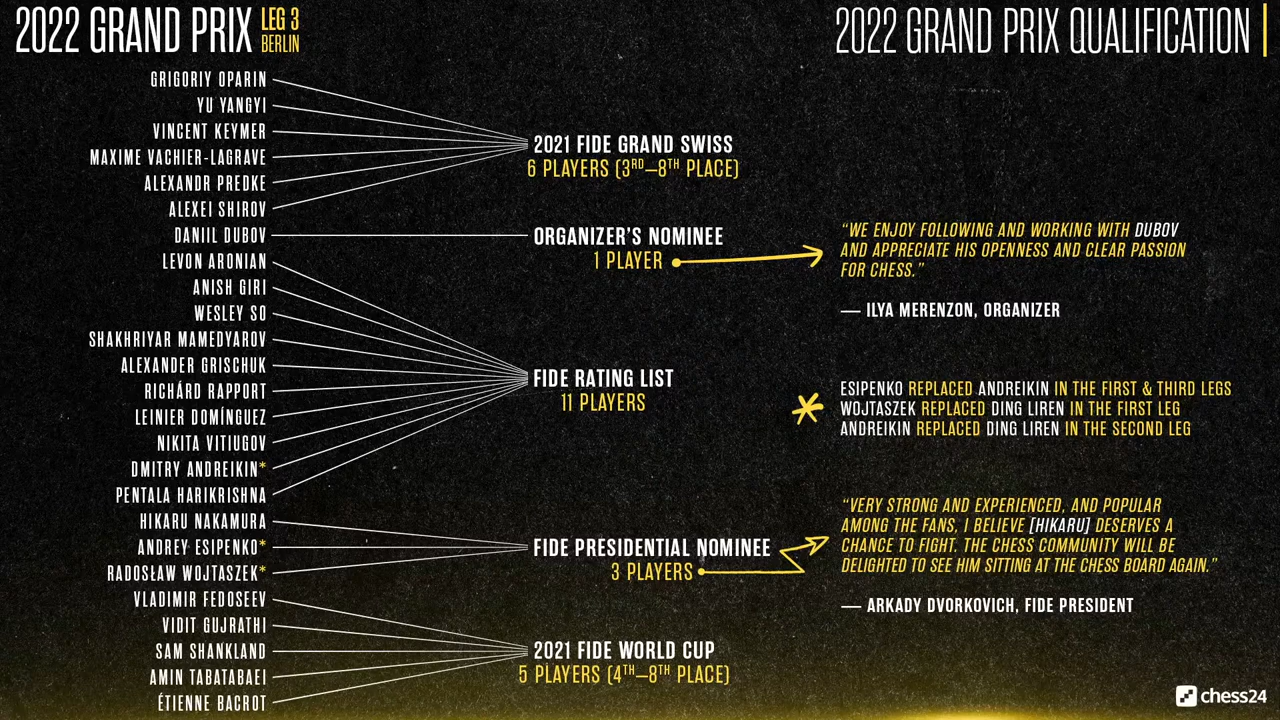 2022 GRAND PRIX LEG 3 BERLIN
2022 GRAND PRIX QUALIFICATION
GRIGORIY OPARIN
YU YANGYI
VINCENT KEYMER
MAXIME VACHIER-LAGRAVE
ALEXANDR PREDKE
ALEXEI SHIROV
DANIIL DUBOV
LEVON ARONIAN
ANISH GIRI
WESLEY SO
SHAKHRIYAR MAMEDYAROV
ALEXANDER GRISCHUK
RICHÁRD RAPPORT
LEINIER DOMÍNGUEZ
NIKITA VITIUGOV
DMITRY ANDREIKIN*
PENTALA HARIKRISHNA
HIKARU NAKAMURA
ANDREY ESIPENKO*
RADOSŁAW WOJTASZEK*
VLADIMIR FEDOSEEV
VIDIT GUJRATHI
SAM SHANKLAND
AMIN TABATABAEI
ÉTIENNE BACROT
2021 FIDE GRAND SWISS
6 PLAYERS (3RD–8TH PLACE)
ORGANIZER'S NOMINEE
1 PLAYER
FIDE RATING LIST
11 PLAYERS
FIDE PRESIDENTIAL NOMINEE
3 PLAYERS
2021 FIDE WORLD CUP
5 PLAYERS (4TH–8TH PLACE)
“WE ENJOY FOLLOWING AND WORKING WITH DUBOV
AND APPRECIATE HIS OPENNESS AND CLEAR PASSION
FOR CHESS.”
— ILYA MERENZON, ORGANIZER
* ESIPENKO REPLACED ANDREIKIN IN THE FIRST & THIRD LEGS
WOJTASZEK REPLACED DING LIREN IN THE FIRST LEG
ANDREIKIN REPLACED DING LIREN IN THE SECOND LEG
“VERY STRONG AND EXPERIENCED, AND POPULAR
AMONG THE FANS, I BELIEVE [HIKARU] DESERVES A
CHANCE TO FIGHT. THE CHESS COMMUNITY WILL BE
DELIGHTED TO SEE HIM SITTING AT THE CHESS BOARD AGAIN.”
— ARKADY DVORKOVICH, FIDE PRESIDENT
chess24